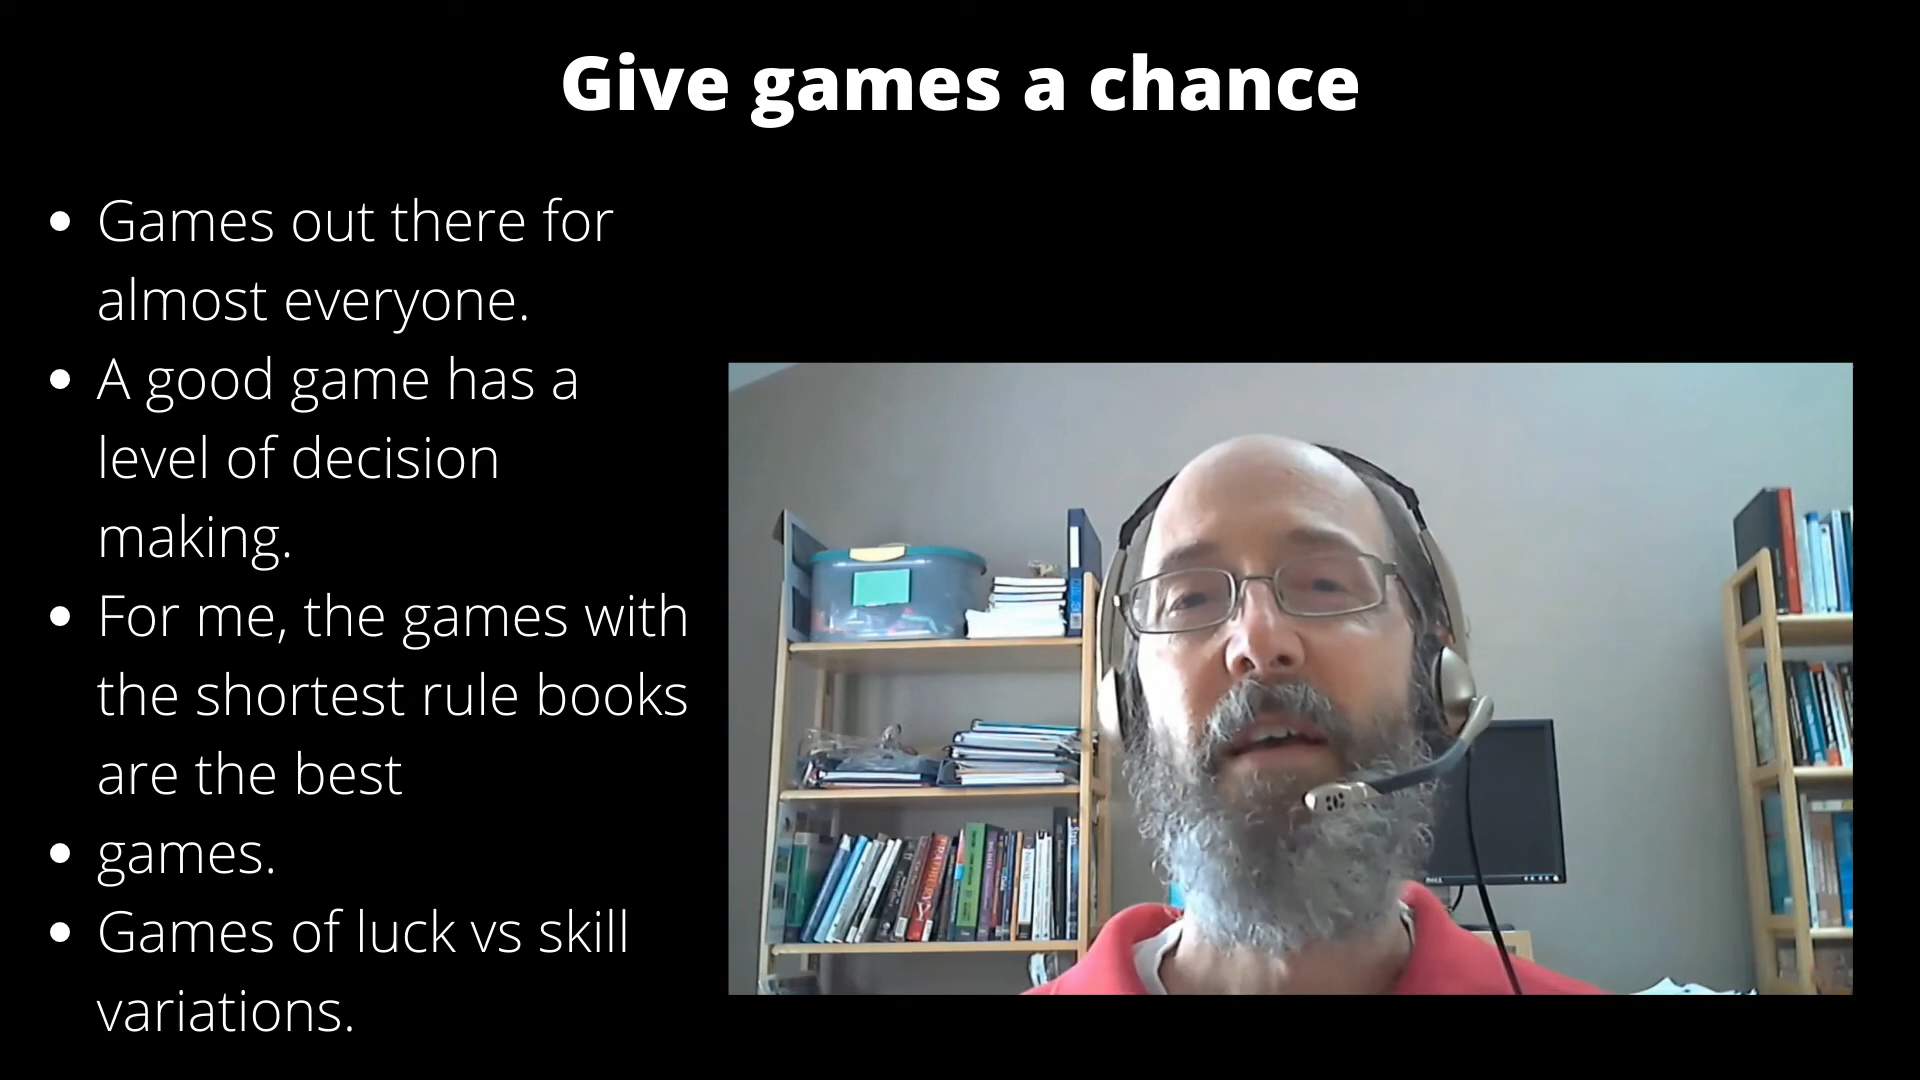 Give games a chance
• Games out there for
almost everyone.
• A good game has a
level of decision
making.
• For me, the games with
the shortest rule books
are the best
• games.
• Games of luck vs skill
variations.
DELL